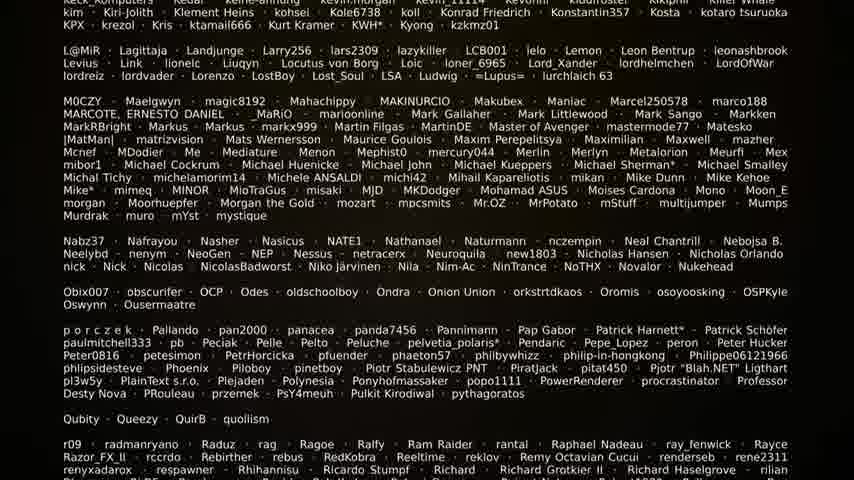 kim · Kiri-Jolith · Klement Heins · kohsei · Kole6738 · koll · Konrad Friedrich · Konstantin357 · Kosta · kotaro tsuruoka
KPX · krezol · Kris · ktamail666 · Kurt Kramer · KWH* · Kyong · kzkmz01
L@MiR · Lagittaja · Landjunge · Larry256 · lars2309 · lazykiller · LCB001 · lelo · Lemon · Leon Bentrup · leonashbrook
Levius · Link · lionelc · Liuqyn · Locutus von Borg · Loic · loner_6965 · Lord_Xander · lordhelmchen · LordOfWar
lordreiz · lordvader · Lorenzo · LostBoy · Lost_Soul · LSA · Ludwig · =Lupus= · lurchlaich 63
M0CZY · Maelgwyn · magic8192 · Mahachippy · MAKINURCIO · Makubex · Maniac · Marcel250578 · marco188
MARCOTE, ERNESTO DANIEL · _MaRiO · marioonline · Mark Gallaher · Mark Littlewood · Mark Sango · Markken
MarkRBright · Markus · Markus · markx999 · Martin Filgas · MartinDE · Master of Avenger · mastermode77 · Matesko
|MatMan| · matrizvision · Mats Wernersson · Maurice Goulois · Maxim Perepelitsya · Maximilian · Maxwell · mazner
Mcnef · MDodier · Me · Mediature · Menon · Mephist0 · mercury044 · Merlin · Merlyn · Metalorion · Meurfi · Mex
mibor1 · Michael Cockrum · Michael Huenicke · Michael John · Michael Kueppers · Michael Sherman* · Michael Smalley
Michal Tichy · michelamorim14 · Michele ANSALDI · michi42 · Mihail Kapareliotis · mikan · Mike Dunn · Mike Kehoe
Mike* · mimeq · MINOR · MioTraGus · misaki · MJD · MKDodger · Mohamad ASUS · Moises Cardona · Mono · Moon_E
morgan · Moorhuepfer · Morgan the Gold · mozart · mpcsmits · Mr.OZ · MrPotato · mStuff · multijumper · Mumps
Murdrak · muro · mYst · mystique
Nabz37 · Nafrayou · Nasher · Nasicus · NATE1 · Nathanael · Naturmann · nczempin · Neal Chantrill · Nebojsa B.
Neelybd · nenym · NeoGen · NEP · Nessus · netracerx · Neuroquila · new1803 · Nicholas Hansen · Nicholas Orlando
nick · Nick · Nicolas · NicolasBadworst · Niko Järvinen · Nila · Nim-Ac · NinTrance · NoTHX · Novalor · Nukehead
Obix007 · obscurifer · OCP · Odes · oldschoolboy · Ondra · Onion Union · orkstrtdkaos · Oromis · osoyoosking · OSPKyle
Oswynn · Ousermaatre
p o r c z e k · Pallando · pan2000 · panacea · panda7456 · Pannimann · Pap Gabor · Patrick Harnett* · Patrick Schöfer
paulmitchell333 · pb · Peciak · Pelle · Pelto · Peluche · pelvetia_polaris* · Pendaric · Pepe_Lopez · peron · Peter Hucker
Peter0816 · petesimon · PetrHorcicka · pfuender · phaeton57 · philbywhizz · philip-in-hongkong · Philippe06121966
phlipsidesteve · Phoenix · Piloboy · pinetboy · Piotr Stabulewicz PNT · PiratJack · pitat450 · Pjotr "Blah.NET" Ligthart
pl3w5y · PlainText s.r.o. · Plejaden · Polynesia · Ponyhofmassaker · popo1111 · PowerRenderer · procrastinator · Professor
Desty Nova · PRouleau · przemek · PsY4meuh · Pulkit Kirodiwal · pythagoratos
Qubity · Queezy · QuirB · quollism
r09 · radmanryano · Raduz · rag · Ragoe · Ralfy · Ram Raider · rantal · Raphael Nadeau · ray_fenwick · Rayce
Razor_FX_II · rccrdo · Rebirther · rebus · RedKobra · Reeltime · reklov · Remy Octavian Cucui · renderseb · rene2311
renyxadarox · respawner · Rhihannisu · Ricardo Stumpf · Richard · Richard Grotkier II · Richard Haselgrove · rilian